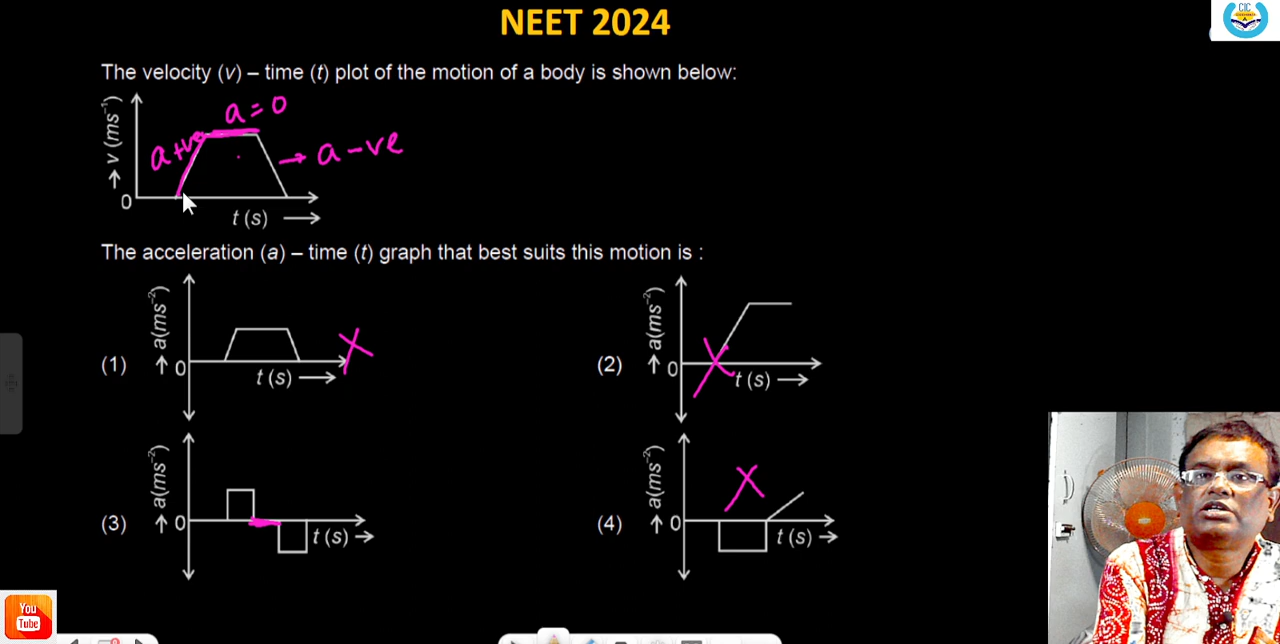 NEET 2024
CIC
The velocity (v) – time (t) plot of the motion of a body is shown below:
→ v (ms⁻¹)
a = 0
a +ve
→ a -ve
0
t (s) →
The acceleration (a) – time (t) graph that best suits this motion is :
(1)
→ a(ms⁻²)
0
t (s) →
X
(2)
→ a(ms⁻²)
0
t (s) →
X
(3)
→ a(ms⁻²)
0
t (s) →
(4)
→ a(ms⁻²)
0
t (s) →
X
You
Tube